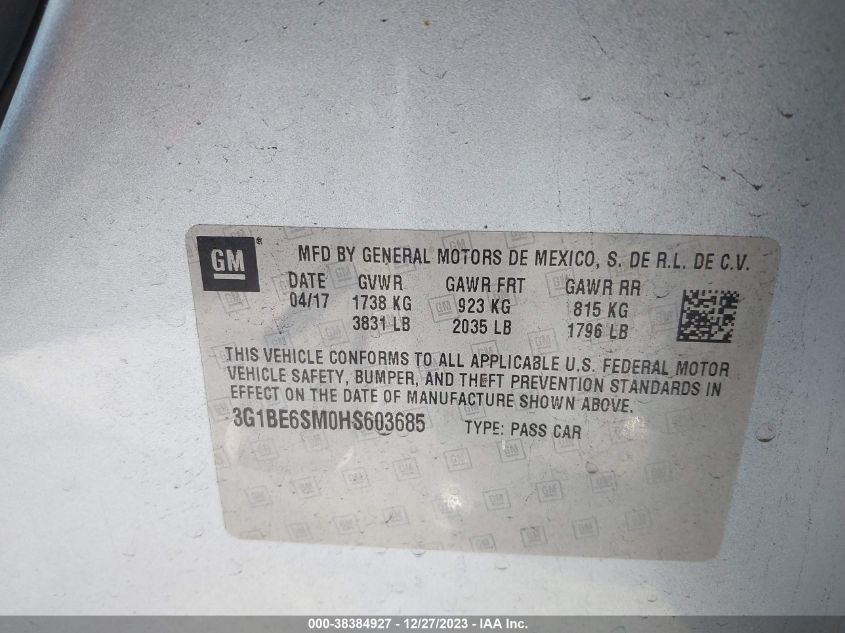 GM ® MFD BY GENERAL MOTORS DE MEXICO, S. DE R.L. DE C.V.
DATE GVWR GAWR FRT GAWR RR
04/17 1738 KG 923 KG 815 KG
3831 LB 2035 LB 1796 LB
THIS VEHICLE CONFORMS TO ALL APPLICABLE U.S. FEDERAL MOTOR
VEHICLE SAFETY, BUMPER, AND THEFT PREVENTION STANDARDS IN
EFFECT ON THE DATE OF MANUFACTURE SHOWN ABOVE.
3G1BE6SM0HS603685 TYPE: PASS CAR
000-38384927 - 12/27/2023 - IAA Inc.